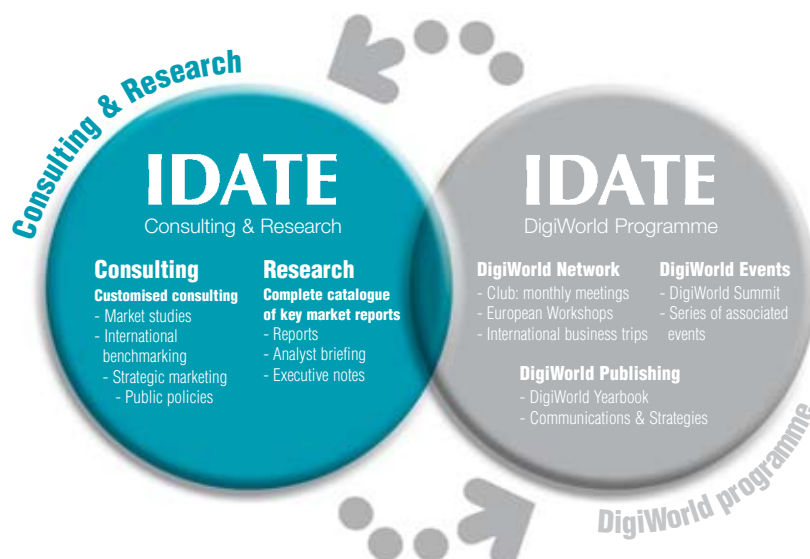 Consulting & Research
IDATE
Consulting & Research
Consulting
Customised consulting
- Market studies
- International
benchmarking
- Strategic marketing
- Public policies
Research
Complete catalogue
of key market reports
- Reports
- Analyst briefing
- Executive notes
IDATE
DigiWorld Programme
DigiWorld Network
- Club: monthly meetings
- European Workshops
- International business trips
DigiWorld Events
- DigiWorld Summit
- Series of associated
events
DigiWorld Publishing
- DigiWorld Yearbook
- Communications & Strategies
DigiWorld programme